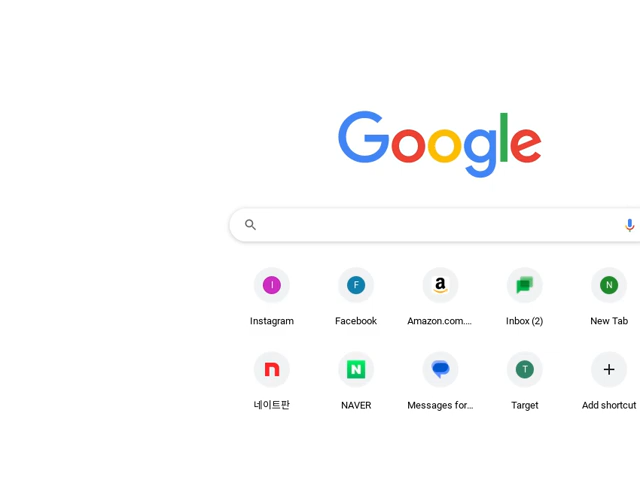 Google
I
F
a
N
Instagram
Facebook
Amazon.com....
Inbox (2)
New Tab
n
N
T
네이트판
NAVER
Messages for...
Target
Add shortcut